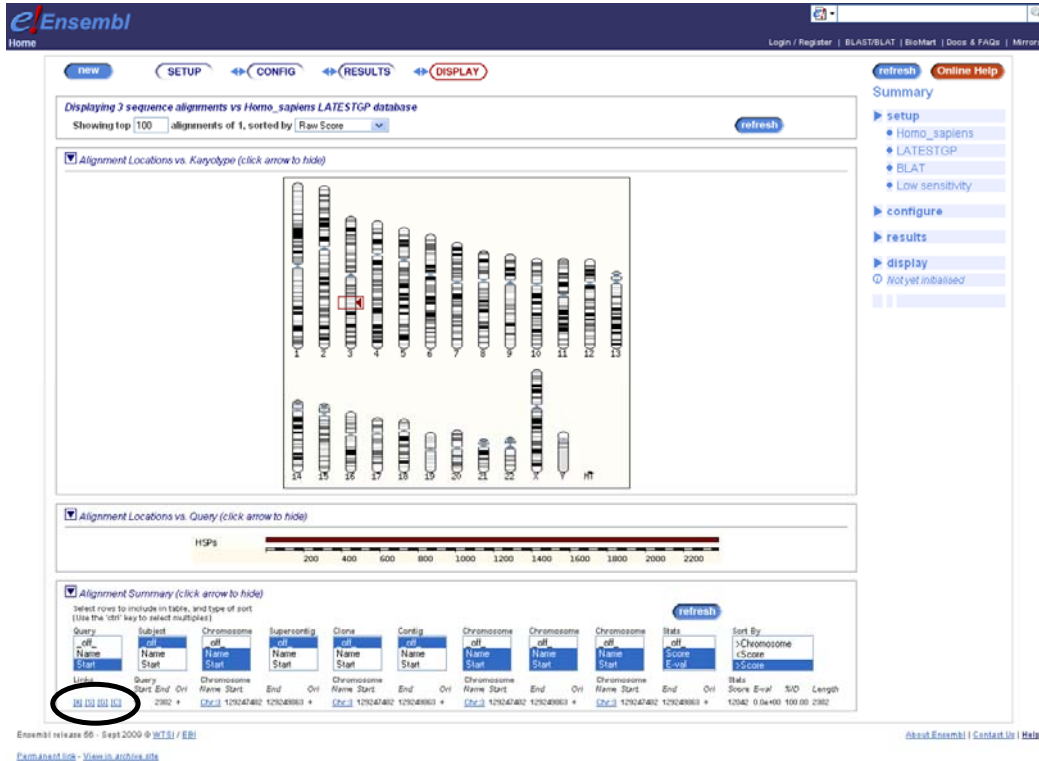 e!Ensembl
Home
Login / Register | BLAST/BLAT | BioMart | Docs & FAQs | Mirrors
new SETUP CONFIG RESULTS DISPLAY
refresh Online Help
Summary
Displaying 3 sequence alignments vs Homo_sapiens LATESTGP database
Showing top 100 alignments of 1, sorted by Raw Score refresh
setup
Homo_sapiens
LATESTGP
BLAT
Low sensitivity
configure
results
display
Not yet initialised
Alignment Locations vs. Karyotype (click arrow to hide)
1 2 3 4 5 6 7 8 9 10 11 12 13
14 15 16 17 18 19 20 21 22 X Y MT
Alignment Locations vs. Query (click arrow to hide)
HSPs
200 400 600 800 1000 1200 1400 1600 1800 2000 2200
Alignment Summary (click arrow to hide)
Select rows to include in table, and type of sort
(Use the 'ctrl' key to select multiples)
refresh
Query Subject Chromosome Supercontig Clone Contig Chromosome Chromosome Chromosome Stats Sort By
_off_ _off_ _off_ _off_ _off_ _off_ _off_ _off_ _off_ _off_ >Chromosome
Name Name Name Name Name Name Name Name Name Score <Score
Start Start Start Start Start Start Start Start Start E-val >Score
Links Query Chromosome Chromosome Chromosome Stats
Start End Ori Name Start End Ori Name Start End Ori Name Start End Ori Score E-val %ID Length
[A] [S] [G] [C] 2302 + Chr:3 129247482 129249863 + Chr:3 129247482 129249863 + Chr:3 129247482 129249863 + 12042 0.0e+00 100.00 2302
Ensembl release 56 - Sept 2009 © WTSI / EBI
About Ensembl | Contact Us | Help
Permanent link - View in archive site